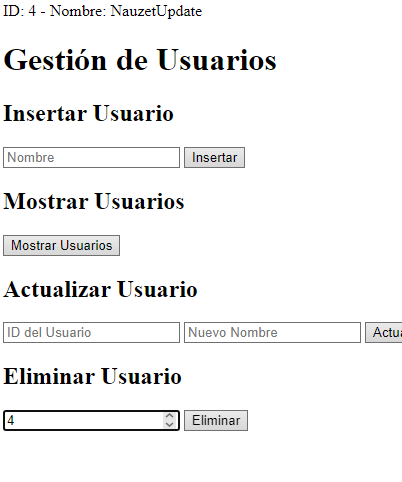 ID: 4 - Nombre: NauzetUpdate
Gestión de Usuarios
Insertar Usuario
Nombre Insertar
Mostrar Usuarios
Mostrar Usuarios
Actualizar Usuario
ID del Usuario Nuevo Nombre Actu
Eliminar Usuario
4 Eliminar